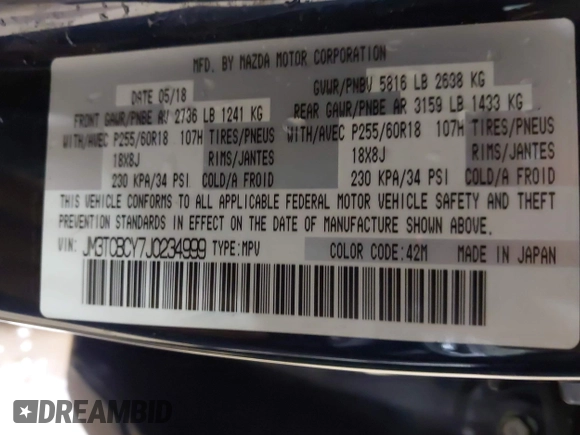 MFD. BY MAZDA MOTOR CORPORATION
DATE 05/18 GVWR/PNBV 5816 LB 2638 KG
FRONT GAWR/PNBE AV 2736 LB 1241 KG REAR GAWR/PNBE AR 3159 LB 1433 KG
WITH/AVEC P255/60R18 107H TIRES/PNEUS WITH/AVEC P255/60R18 107H TIRES/PNEUS
18X8J RIMS/JANTES 18X8J RIMS/JANTES
230 KPA/34 PSI COLD/A FROID 230 KPA/34 PSI COLD/A FROID
THIS VEHICLE CONFORMS TO ALL APPLICABLE FEDERAL MOTOR VEHICLE SAFETY AND THEFT
PREVENTION STANDARDS IN EFFECT ON THE DATE OF MANUFACTURE SHOWN ABOVE.
VIN: JM3TCBCY7J0234999 TYPE:MPV COLOR CODE:42M MADE IN JAPAN
DREAMBID